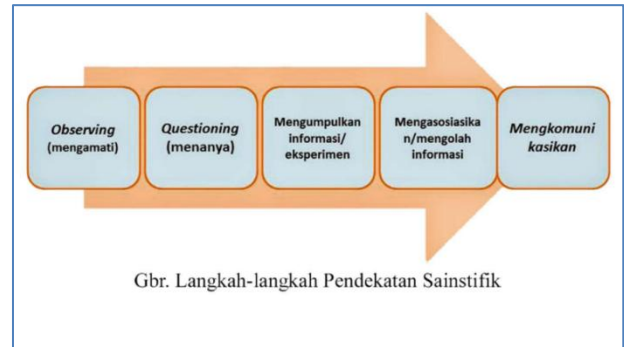 Observing
(mengamati)
Questioning
(menanya)
Mengumpulkan
informasi/
eksperimen
Mengasosiasika
n/mengolah
informasi
Mengkomuni
kasikan
Gbr. Langkah-langkah Pendekatan Sainstifik